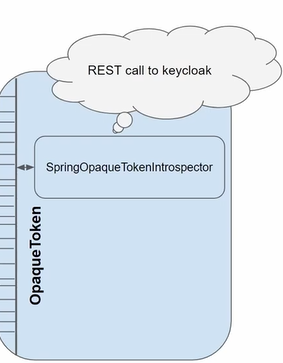 REST call to keycloak
SpringOpaqueTokenIntrospector
OpaqueToken